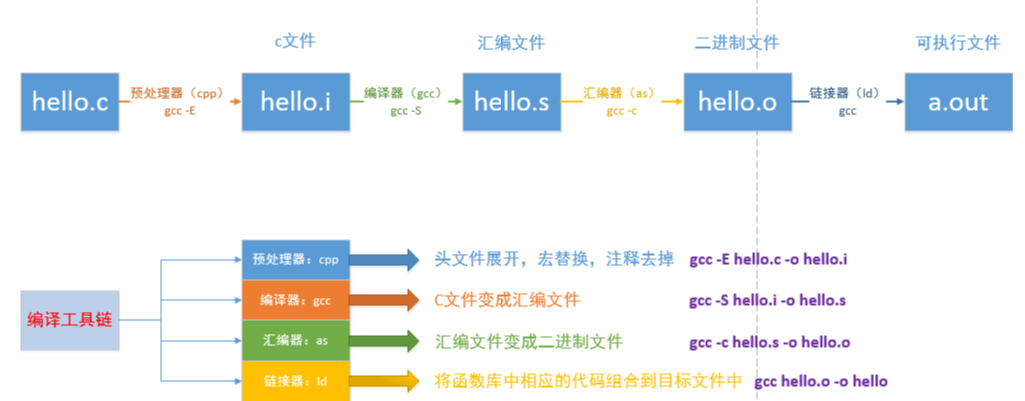 c文件
汇编文件
二进制文件
可执行文件
hello.c
预处理器（cpp）
gcc -E
hello.i
编译器（gcc）
gcc -S
hello.s
汇编器（as）
gcc -c
hello.o
链接器（ld）
gcc
a.out
编译工具链
预处理器：cpp
头文件展开，宏替换，注释去掉
gcc -E hello.c -o hello.i
编译器：gcc
C文件变成汇编文件
gcc -S hello.i -o hello.s
汇编器：as
汇编文件变成二进制文件
gcc -c hello.s -o hello.o
链接器：ld
将函数库中相应的代码组合到目标文件中
gcc hello.o -o hello